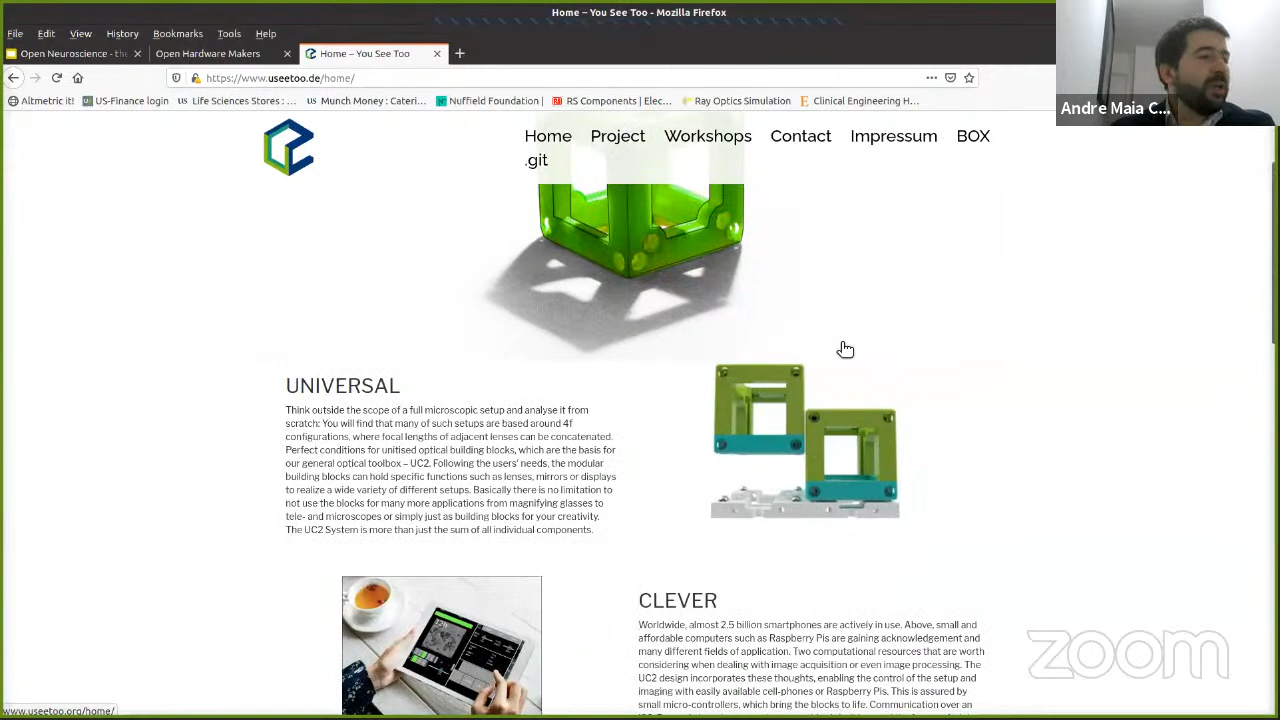 Home – You See Too - Mozilla Firefox
File Edit View History Bookmarks Tools Help
Open Neuroscience - the
Open Hardware Makers
Home – You See Too
https://www.useetoo.de/home/
Altmetric it! US-Finance login Life Sciences Stores : ... Munch Money : Cateri... Nuffield Foundation | RS Components | Elec... Ray Optics Simulation Clinical Engineering H...
Andre Maia C...
Home Project Workshops Contact Impressum BOX
.git
UNIVERSAL
Think outside the scope of a full microscopic setup and analyse it from
scratch: You will find that many of such setups are based around 4f
configurations, where focal lengths of adjacent lenses can be concatenated.
Perfect conditions for unitised optical building blocks, which are the basis for
our general optical toolbox – UC2. Following the users' needs, the modular
building blocks can hold specific functions such as lenses, mirrors or displays
to realize a wide variety of different setups. Basically there is no limitation to
not use the blocks for many more applications from magnifying glasses to
tele- and microscopes or simply just as building blocks for your creativity.
The UC2 System is more than just the sum of all individual components.
CLEVER
Worldwide, almost 2.5 billion smartphones are actively in use. Above, small and
affordable computers such as Raspberry Pis are gaining acknowledgement and
many different fields of application. Two computational resources that are worth
considering when dealing with image acquisition or even image processing. The
UC2 design incorporates these thoughts, enabling the control of the setup and
imaging with easily available cell-phones or Raspberry Pis. This is assured by
small micro-controllers, which bring the blocks to life. Communication over an
zoom
www.useetoo.org/home/